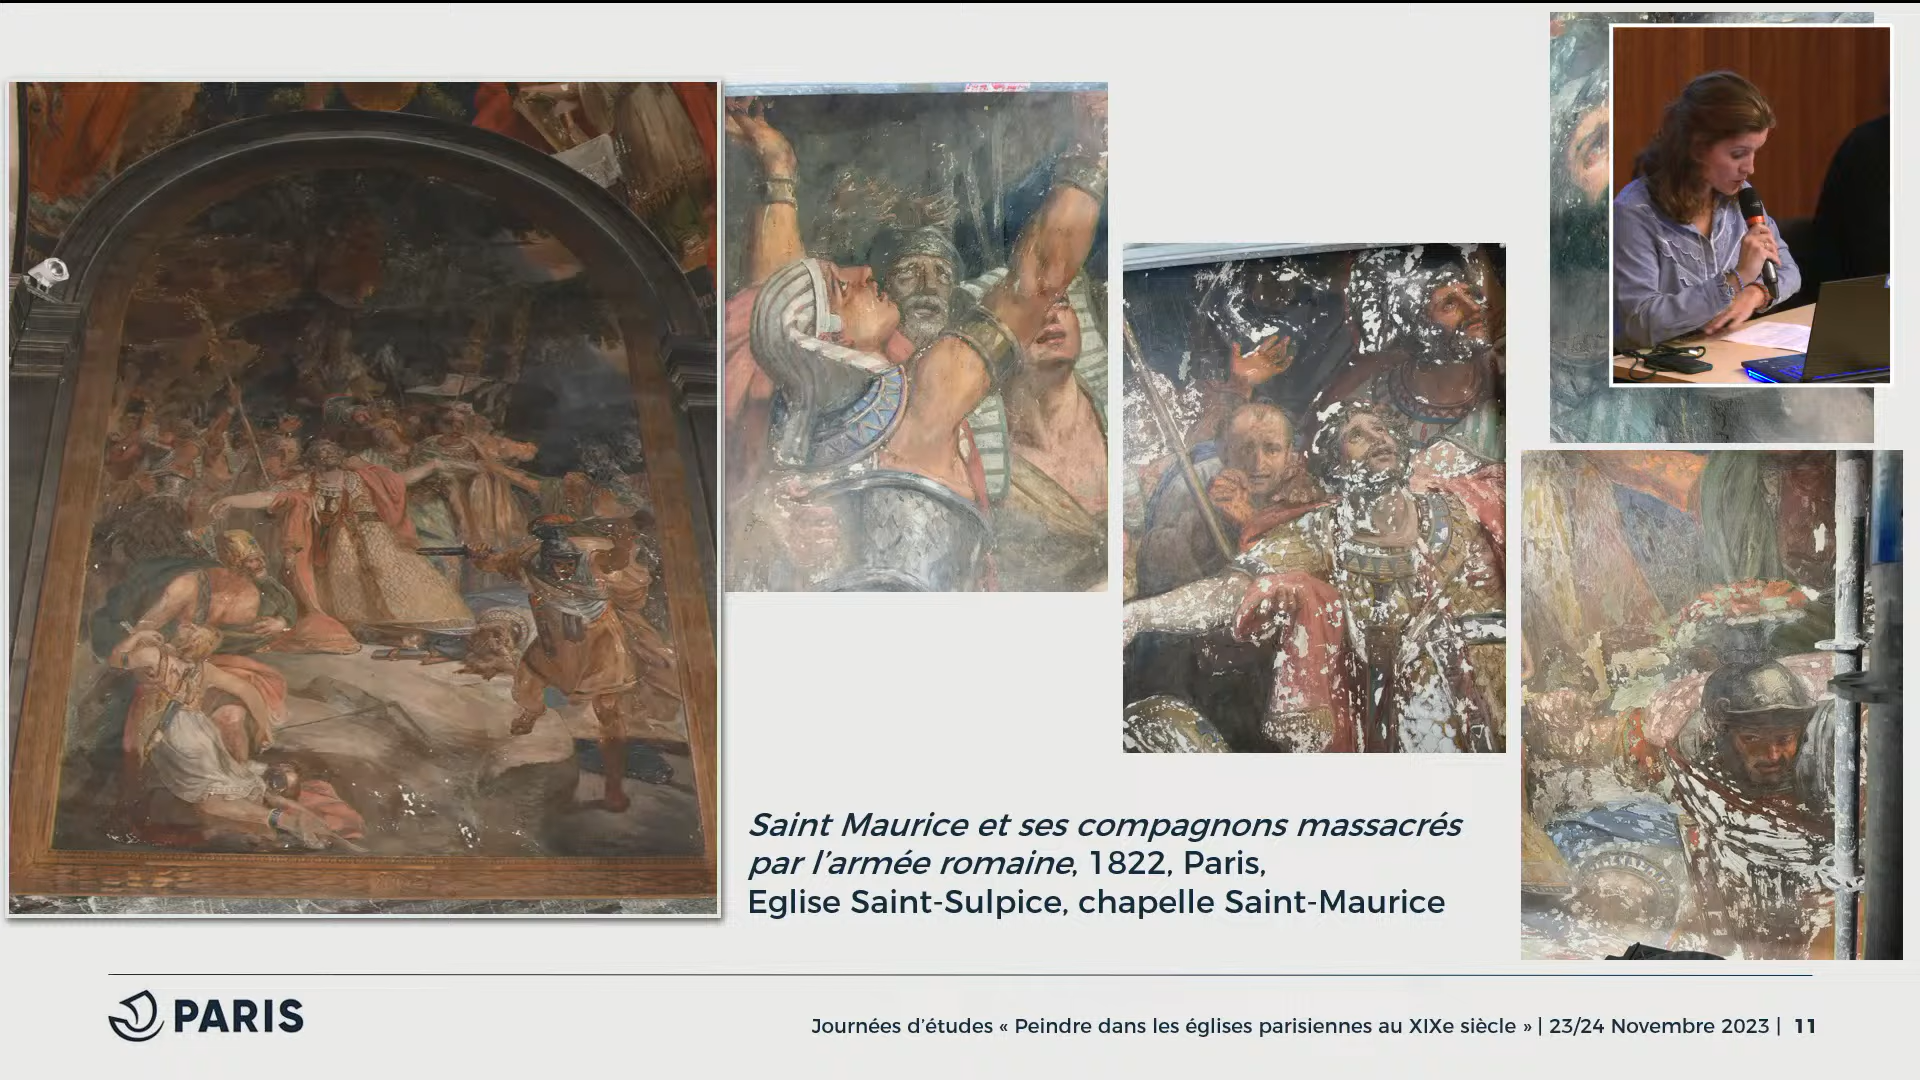 Saint Maurice et ses compagnons massacrés
par l’armée romaine, 1822, Paris,
Eglise Saint-Sulpice, chapelle Saint-Maurice
PARIS
Journées d’études « Peindre dans les églises parisiennes au XIXe siècle » | 23/24 Novembre 2023 | 11